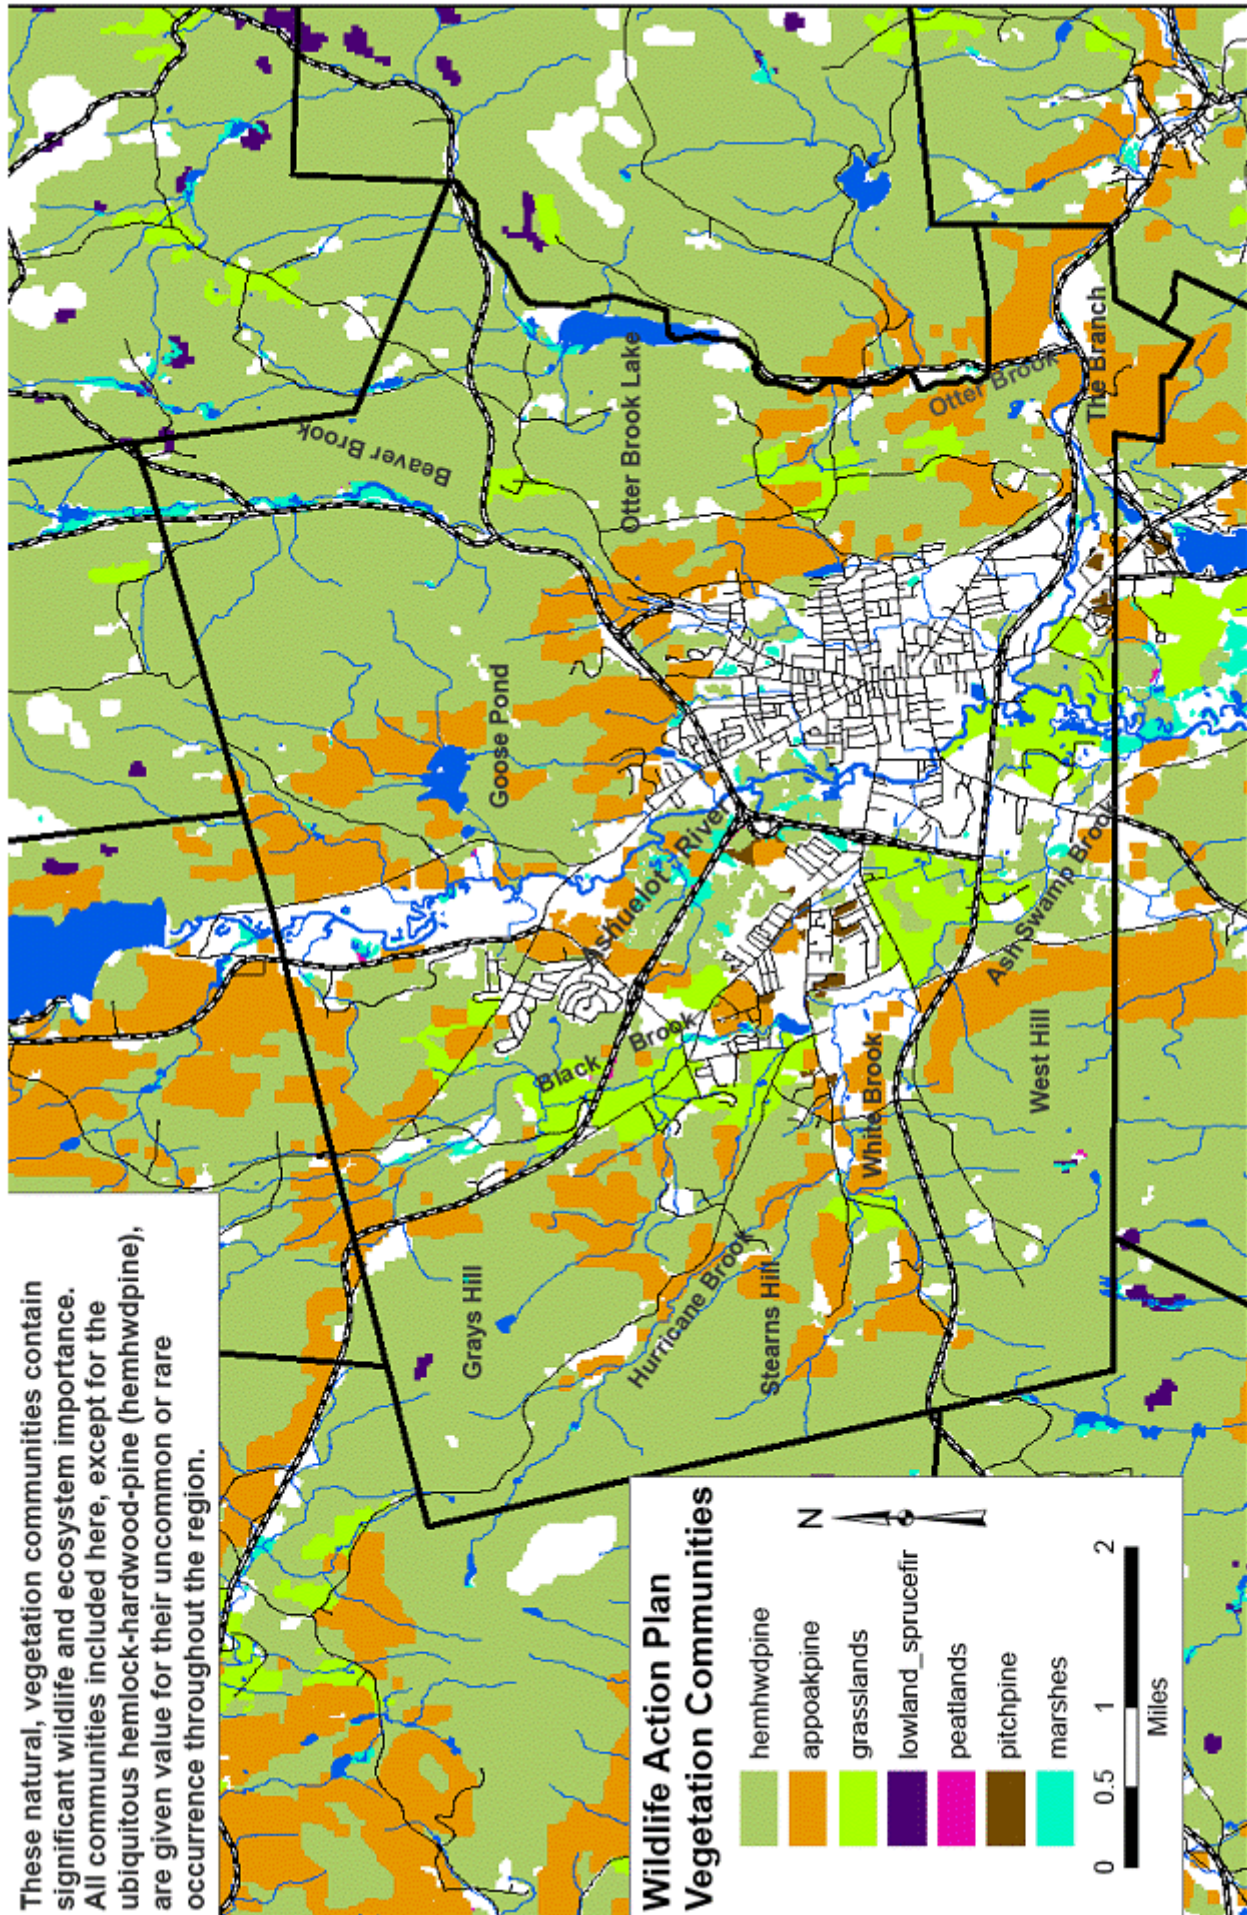 These natural, vegetation communities contain
significant wildlife and ecosystem importance.
All communities included here, except for the
ubiquitous hemlock-hardwood-pine (hemhwdpine),
are given value for their uncommon or rare
occurrence throughout the region.
Beaver Brook
Goose Pond
Otter Brook Lake
Grays Hill
Black Brook
Ashuelot River
Hurricane Brook
Stearns Hill
White Brook
Otter Brook
The Branch
Ash Swamp Brook
West Hill
Wildlife Action Plan
Vegetation Communities
hemhwdpine
appoakpine
grasslands
lowland_sprucefir
peatlands
pitchpine
marshes
N
0 0.5 1 2
Miles